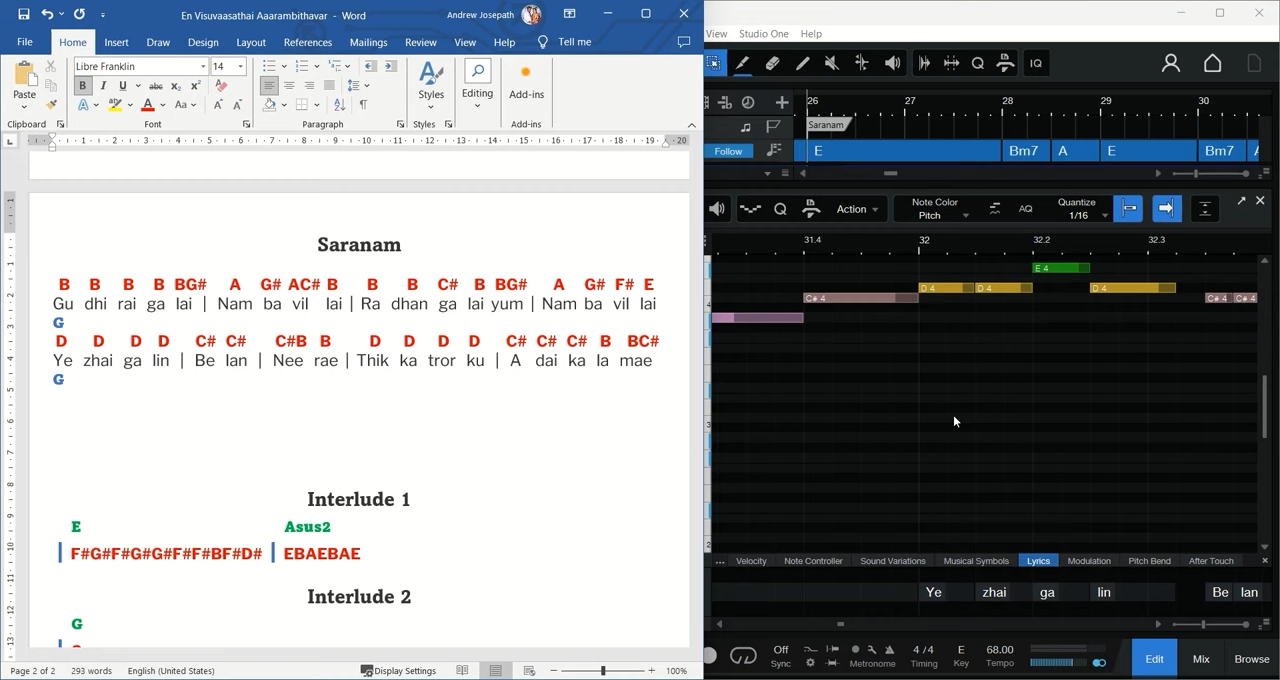 En Visuvaasathai Aaarambithavar - Word
Andrew Josepath
File Home Insert Draw Design Layout References Mailings Review View Help Tell me
View Studio One Help
Libre Franklin 14
Paste
B I U abc x₂ x²
A A Aa A A
Styles
Editing
Add-ins
Clipboard Font Paragraph Styles Add-ins
IQ
26 27 28 29 30
Saranam
Follow
E Bm7 A E Bm7 A
Action
Note Color
Pitch
AQ
Quantize
1/16
31.4 32 32.2 32.3
E 4
D 4 D 4 D 4
C# 4 C# 4 C# 4
4
3
2
Saranam
B B B B BG# A G# AC# B B B C# B BG# A G# F# E
Gu dhi rai ga lai | Nam ba vil lai | Ra dhan ga lai yum | Nam ba vil lai
G
D D D D C# C# C#B B D D D D C# C# C# B BC#
Ye zhai ga lin | Be lan | Nee rae | Thik ka tror ku | A dai ka la mae
G
Interlude 1
E Asus2
F#G#F#G#G#F#F#BF#D# EBAEBAE
Interlude 2
G
... Velocity Note Controller Sound Variations Musical Symbols Lyrics Modulation Pitch Bend After Touch
Ye zhai ga lin Be lan
Off
Sync
Metronome
4 / 4
Timing
E
Key
68.00
Tempo
Edit Mix Browse
Page 2 of 2 293 words English (United States) Display Settings 100%